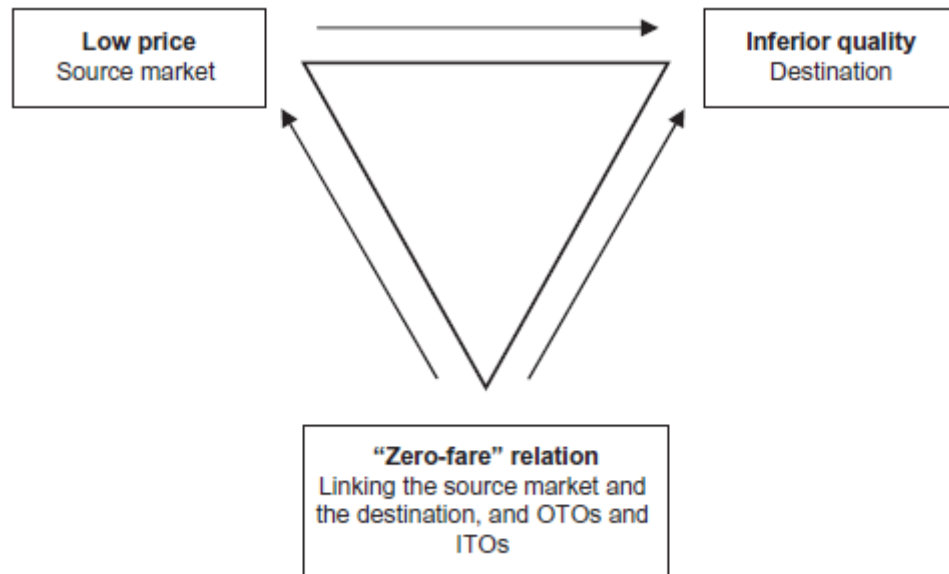 Low price
Source market
Inferior quality
Destination
“Zero-fare” relation
Linking the source market and
the destination, and OTOs and
ITOs